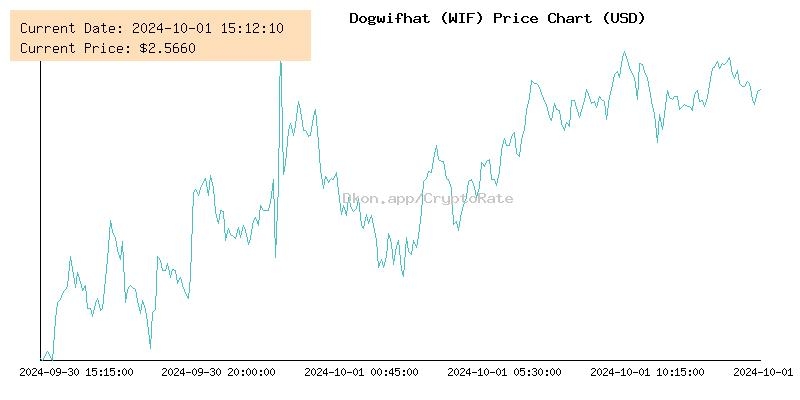 Dogwifhat (WIF) Price Chart (USD)
Current Date: 2024-10-01 15:12:10
Current Price: $2.5660
Dkon.app/CryptoRate
2024-09-30 15:15:00 2024-09-30 20:00:00 2024-10-01 00:45:00 2024-10-01 05:30:00 2024-10-01 10:15:00 2024-10-01